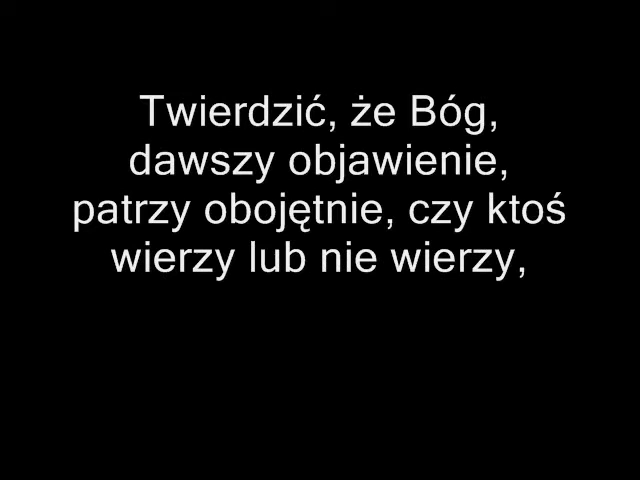 Twierdzić, że Bóg,
dawszy objawienie,
patrzy obojętnie, czy ktoś
wierzy lub nie wierzy,